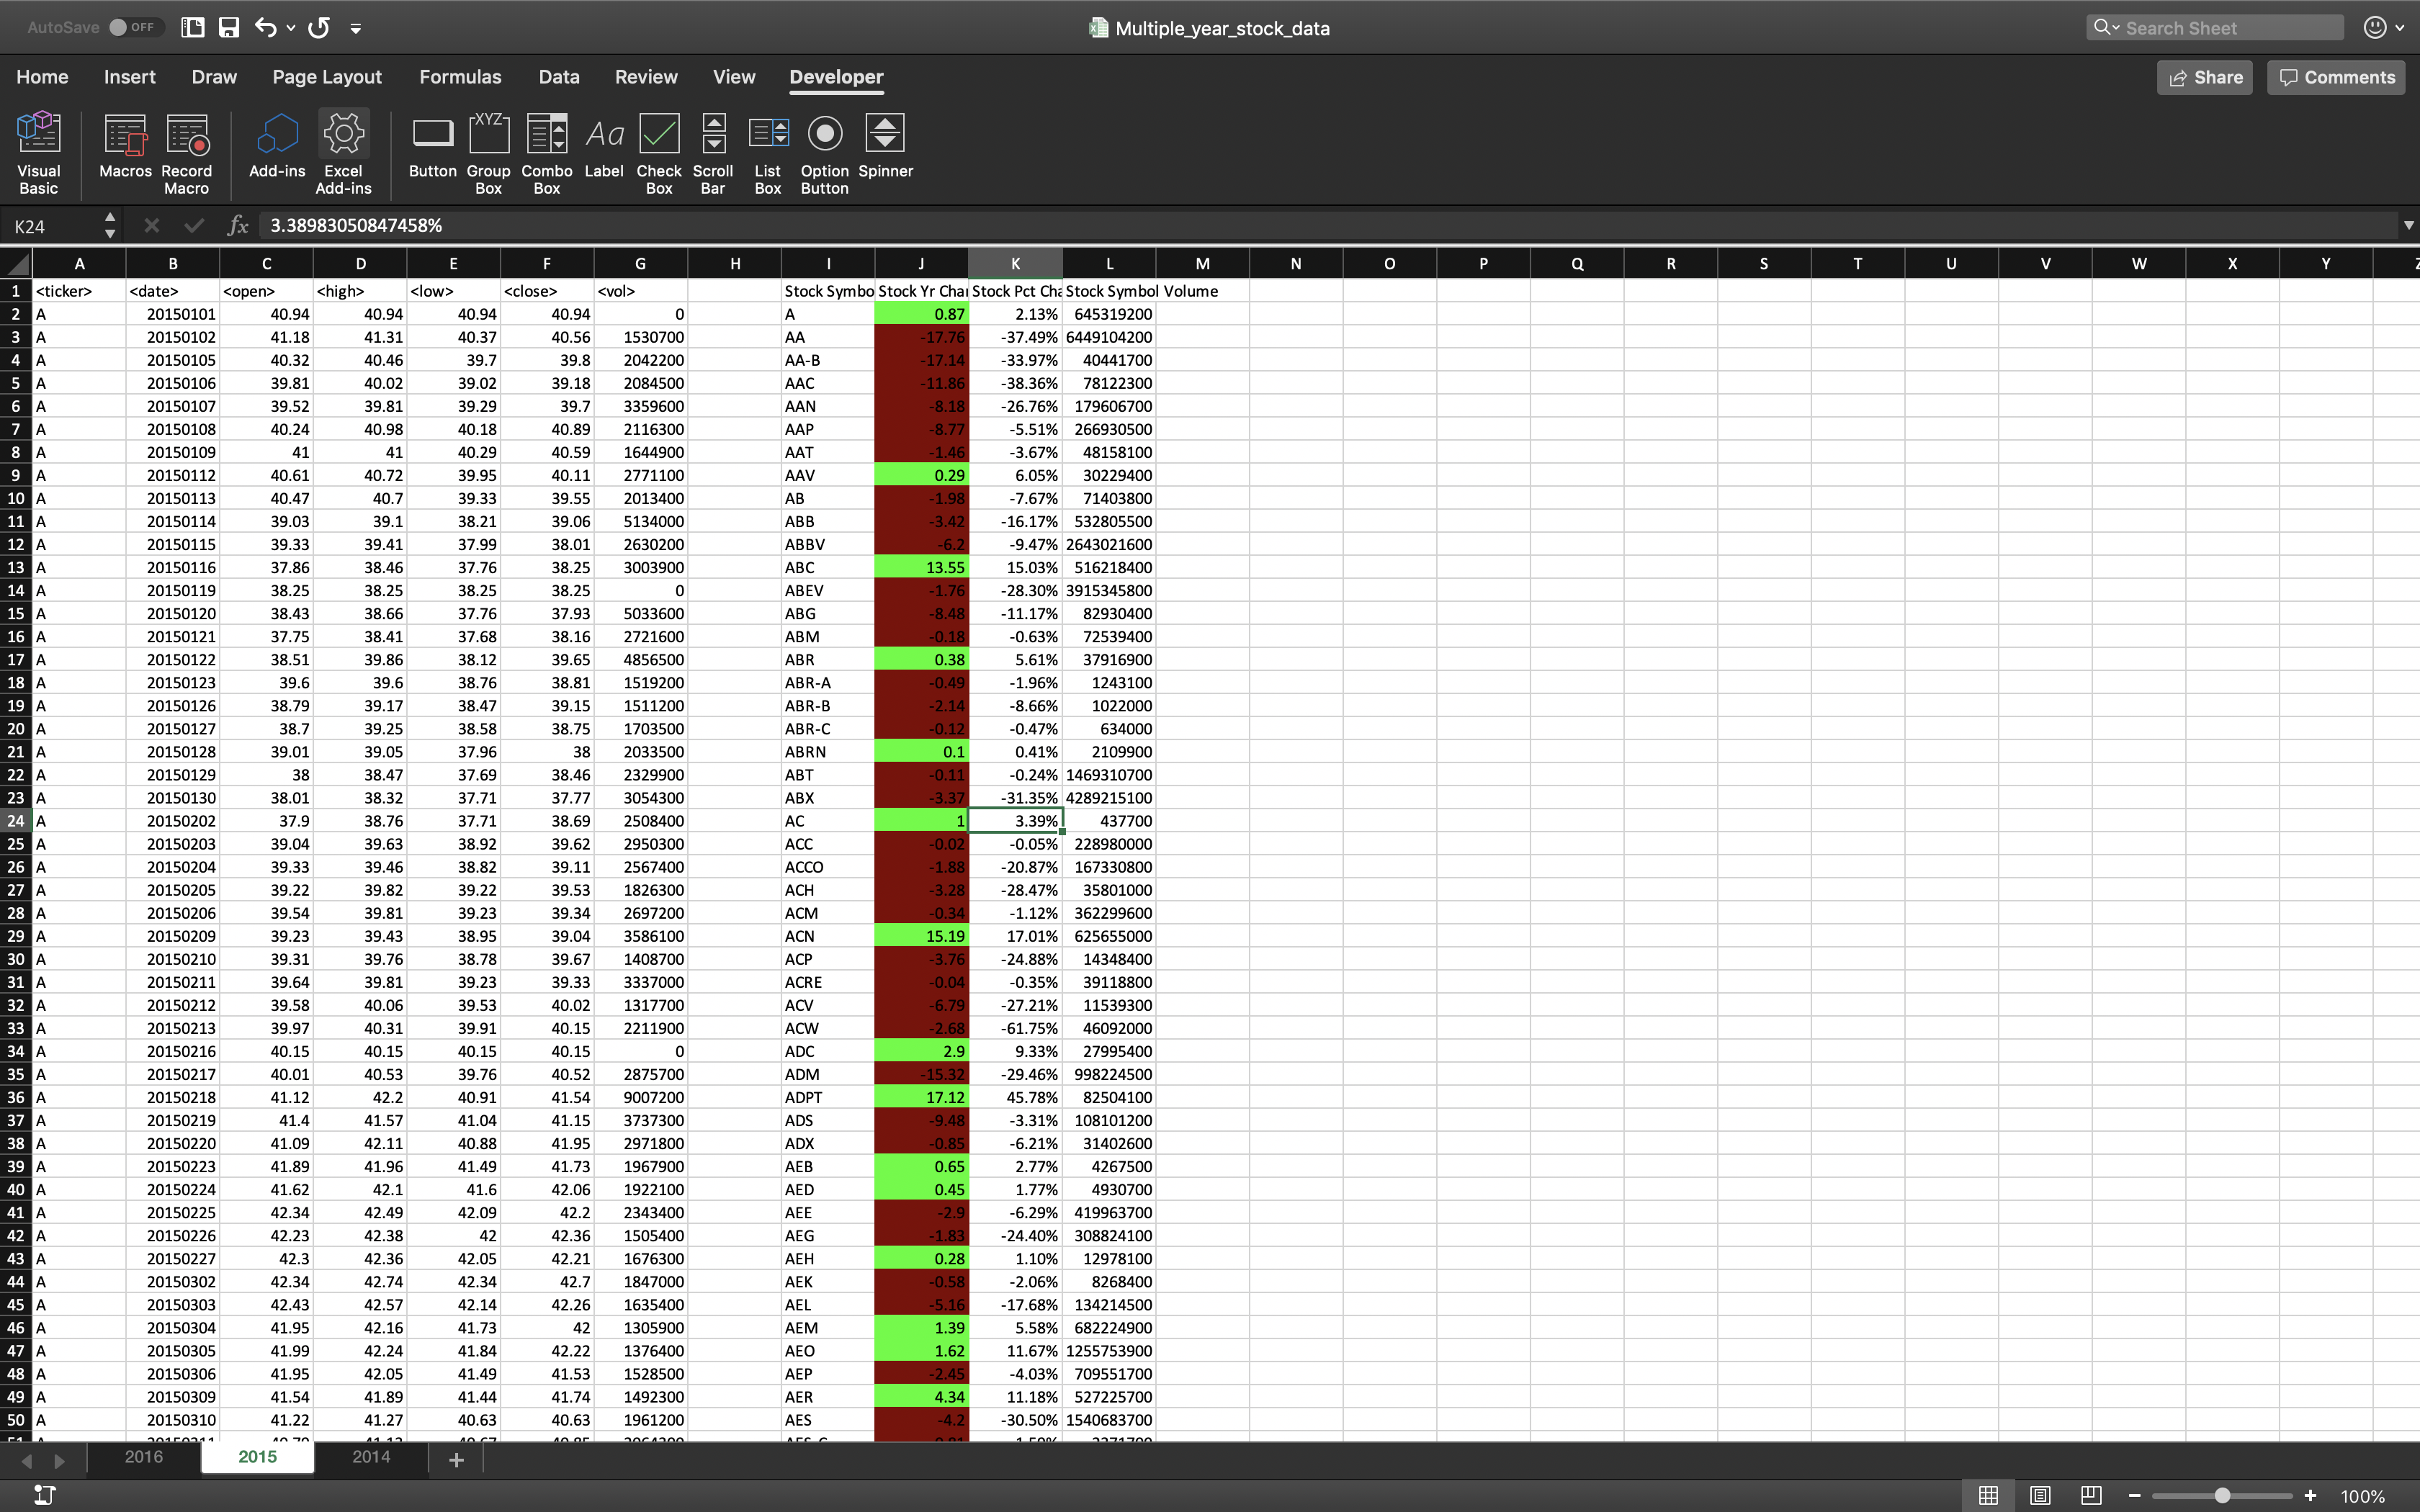 AutoSave OFF Multiple_year_stock_data Search Sheet
Home Insert Draw Page Layout Formulas Data Review View Developer Share Comments
Visual Basic Macros Record Macro Add-ins Excel Add-ins Button Group Box Combo Box Label Check Box Scroll Bar List Box Option Button Spinner
K24 fx 3.38983050847458%
A B C D E F G H I J K L M N O P Q R S T U V W X Y
1 <ticker> <date> <open> <high> <low> <close> <vol> Stock Symbo Stock Yr Cha Stock Pct Cha Stock Symbol Volume
2 A 20150101 40.94 40.94 40.94 40.94 0 A 0.87 2.13% 645319200
3 A 20150102 41.18 41.31 40.37 40.56 1530700 AA -17.76 -37.49% 6449104200
4 A 20150105 40.32 40.46 39.7 39.8 2042200 AA-B -17.14 -33.97% 40441700
5 A 20150106 39.81 40.02 39.02 39.18 2084500 AAC -11.86 -38.36% 78122300
6 A 20150107 39.52 39.81 39.29 39.7 3359600 AAN -8.18 -26.76% 179606700
7 A 20150108 40.24 40.98 40.18 40.89 2116300 AAP -8.77 -5.51% 266930500
8 A 20150109 41 41 40.29 40.59 1644900 AAT -1.46 -3.67% 48158100
9 A 20150112 40.61 40.72 39.95 40.11 2771100 AAV 0.29 6.05% 30229400
10 A 20150113 40.47 40.7 39.33 39.55 2013400 AB -1.98 -7.67% 71403800
11 A 20150114 39.03 39.1 38.21 39.06 5134000 ABB -3.42 -16.17% 532805500
12 A 20150115 39.33 39.41 37.99 38.01 2630200 ABBV -6.2 -9.47% 2643021600
13 A 20150116 37.86 38.46 37.76 38.25 3003900 ABC 13.55 15.03% 516218400
14 A 20150119 38.25 38.25 38.25 38.25 0 ABEV -1.76 -28.30% 3915345800
15 A 20150120 38.43 38.66 37.76 37.93 5033600 ABG -8.48 -11.17% 82930400
16 A 20150121 37.75 38.41 37.68 38.16 2721600 ABM -0.18 -0.63% 72539400
17 A 20150122 38.51 39.86 38.12 39.65 4856500 ABR 0.38 5.61% 37916900
18 A 20150123 39.6 39.6 38.76 38.81 1519200 ABR-A -0.49 -1.96% 1243100
19 A 20150126 38.79 39.17 38.47 39.15 1511200 ABR-B -2.14 -8.66% 1022000
20 A 20150127 38.7 39.25 38.58 38.75 1703500 ABR-C -0.12 -0.47% 634000
21 A 20150128 39.01 39.05 37.96 38 2033500 ABRN 0.1 0.41% 2109900
22 A 20150129 38 38.47 37.69 38.46 2329900 ABT -0.11 -0.24% 1469310700
23 A 20150130 38.01 38.32 37.71 37.77 3054300 ABX -3.37 -31.35% 4289215100
24 A 20150202 37.9 38.76 37.71 38.69 2508400 AC 1 3.39% 437700
25 A 20150203 39.04 39.63 38.92 39.62 2950300 ACC -0.02 -0.05% 228980000
26 A 20150204 39.33 39.46 38.82 39.11 2567400 ACCO -1.88 -20.87% 167330800
27 A 20150205 39.22 39.82 39.22 39.53 1826300 ACH -3.28 -28.47% 35801000
28 A 20150206 39.54 39.81 39.23 39.34 2697200 ACM -0.34 -1.12% 362299600
29 A 20150209 39.23 39.43 38.95 39.04 3586100 ACN 15.19 17.01% 625655000
30 A 20150210 39.31 39.76 38.78 39.67 1408700 ACP -3.76 -24.88% 14348400
31 A 20150211 39.64 39.81 39.23 39.33 3337000 ACRE -0.04 -0.35% 39118800
32 A 20150212 39.58 40.06 39.53 40.02 1317700 ACV -6.79 -27.21% 11539300
33 A 20150213 39.97 40.31 39.91 40.15 2211900 ACW -2.68 -61.75% 46092000
34 A 20150216 40.15 40.15 40.15 40.15 0 ADC 2.9 9.33% 27995400
35 A 20150217 40.01 40.53 39.76 40.52 2875700 ADM -15.32 -29.46% 998224500
36 A 20150218 41.12 42.2 40.91 41.54 9007200 ADPT 17.12 45.78% 82504100
37 A 20150219 41.4 41.57 41.04 41.15 3737300 ADS -9.48 -3.31% 108101200
38 A 20150220 41.09 42.11 40.88 41.95 2971800 ADX -0.85 -6.21% 31402600
39 A 20150223 41.89 41.96 41.49 41.73 1967900 AEB 0.65 2.77% 4267500
40 A 20150224 41.62 42.1 41.6 42.06 1922100 AED 0.45 1.77% 4930700
41 A 20150225 42.34 42.49 42.09 42.2 2343400 AEE -2.9 -6.29% 419963700
42 A 20150226 42.23 42.38 42 42.36 1505400 AEG -1.83 -24.40% 308824100
43 A 20150227 42.3 42.36 42.05 42.21 1676300 AEH 0.28 1.10% 12978100
44 A 20150302 42.34 42.74 42.34 42.7 1847000 AEK -0.58 -2.06% 8268400
45 A 20150303 42.43 42.57 42.14 42.26 1635400 AEL -5.16 -17.68% 134214500
46 A 20150304 41.95 42.16 41.73 42 1305900 AEM 1.39 5.58% 682224900
47 A 20150305 41.99 42.24 41.84 42.22 1376400 AEO 1.62 11.67% 1255753900
48 A 20150306 41.95 42.05 41.49 41.53 1528500 AEP -2.45 -4.03% 709551700
49 A 20150309 41.54 41.89 41.44 41.74 1492300 AER 4.34 11.18% 527225700
50 A 20150310 41.22 41.27 40.63 40.63 1961200 AES -4.2 -30.50% 1540683700
2016 2015 2014 +
100%